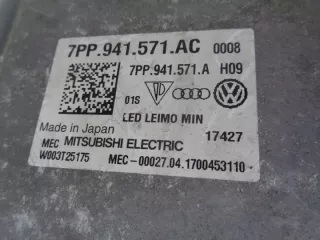 7PP.941.571.AC 0008
7PP.941.571.A H09
01S
LED LEIMO MIN
Made in Japan 17427
MEC MITSUBISHI ELECTRIC
W003T25175 MEC-00027.04.1700453110